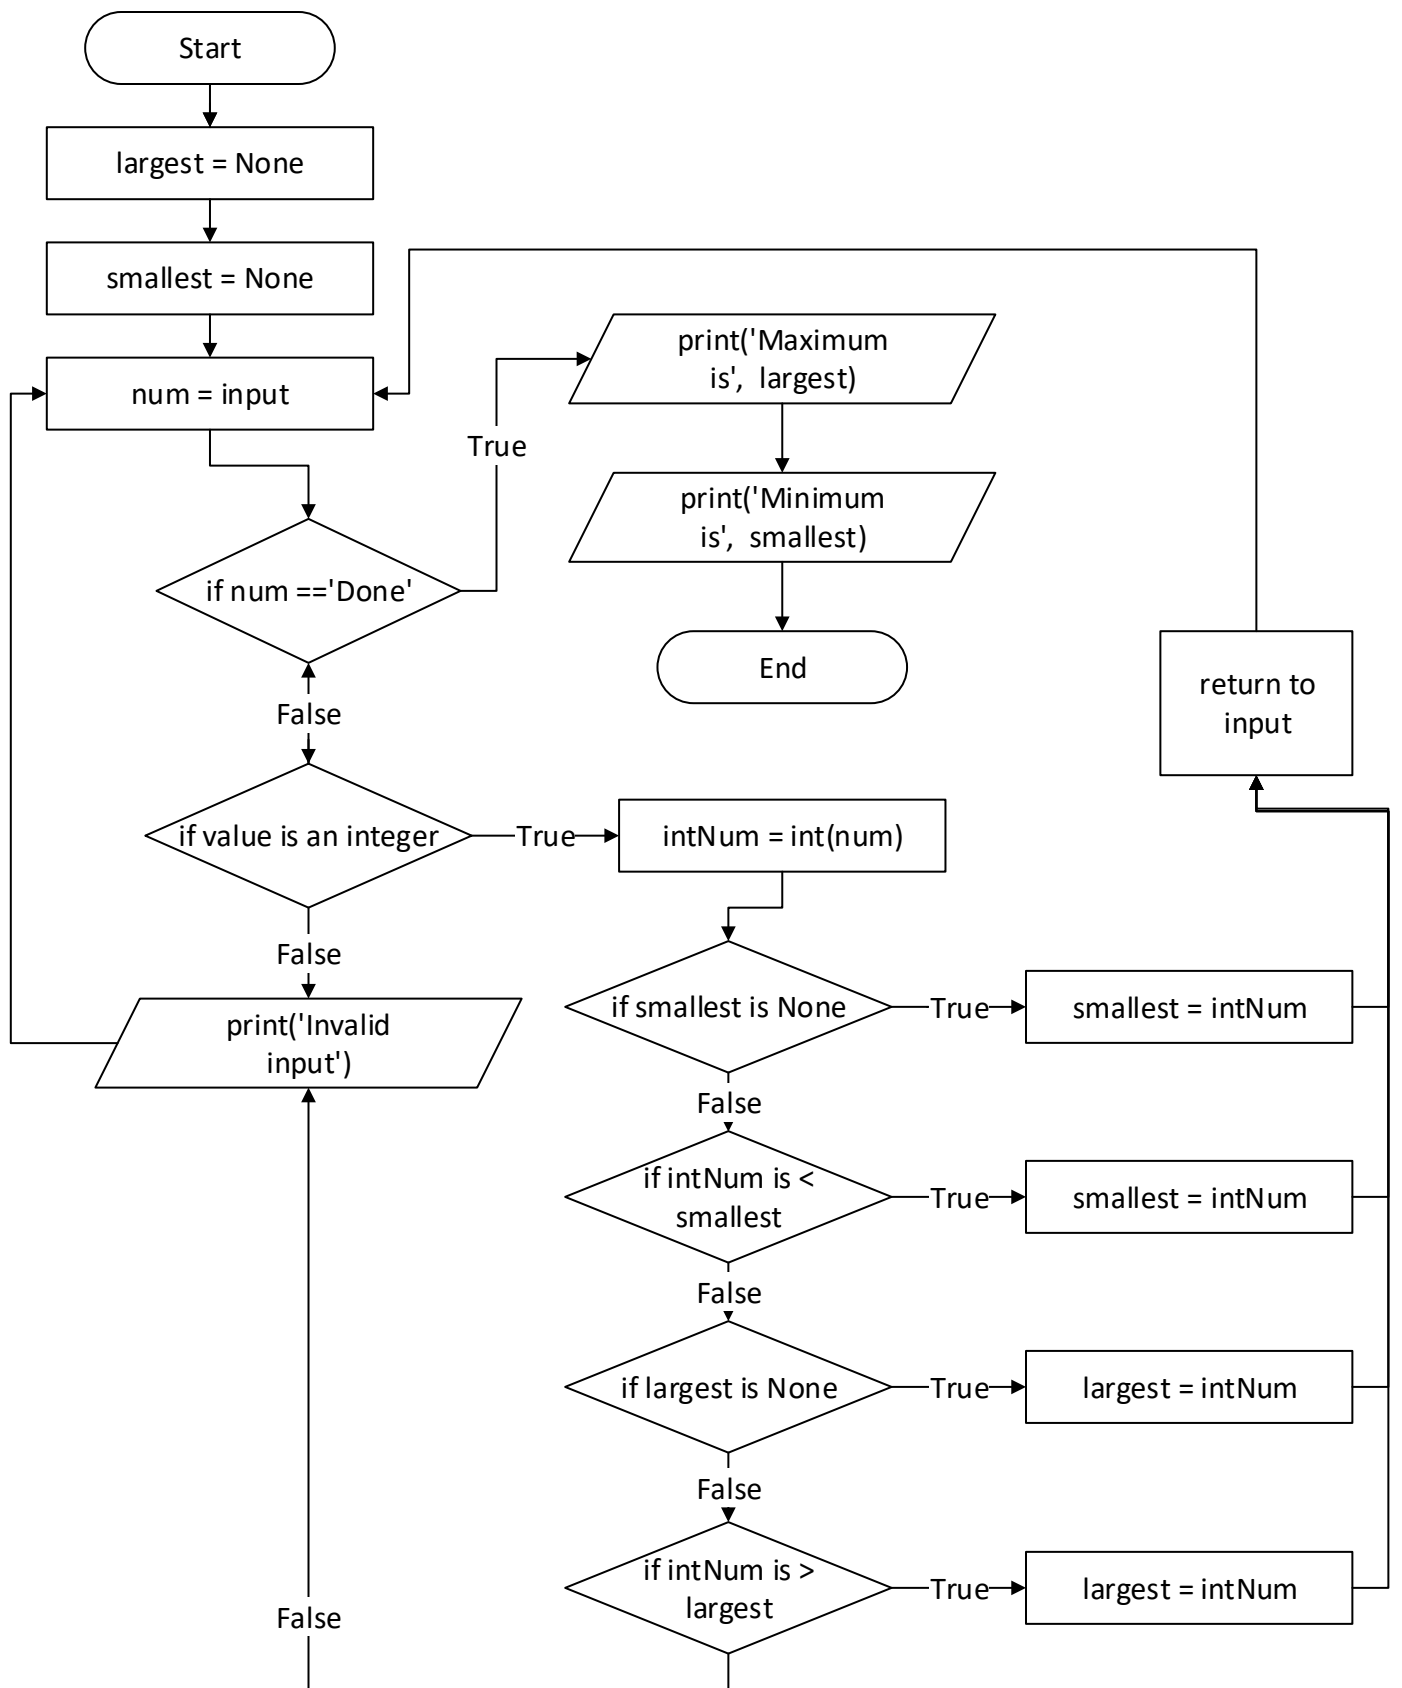 Start
largest = None
smallest = None
num = input
print('Maximum
is', largest)
True
print('Minimum
is', smallest)
if num =='Done'
End
return to
input
False
if value is an integer
True
intNum = int(num)
False
print('Invalid
input')
if smallest is None
True
smallest = intNum
False
if intNum is <
smallest
True
smallest = intNum
False
if largest is None
True
largest = intNum
False
if intNum is >
largest
True
largest = intNum
False